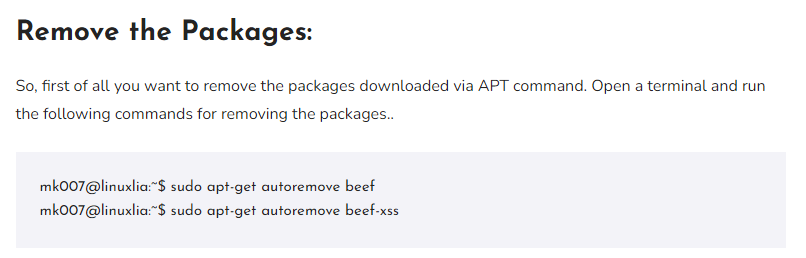 Remove the Packages:
So, first of all you want to remove the packages downloaded via APT command. Open a terminal and run
the following commands for removing the packages..
mk007@linuxlia:~$ sudo apt-get autoremove beef
mk007@linuxlia:~$ sudo apt-get autoremove beef-xss